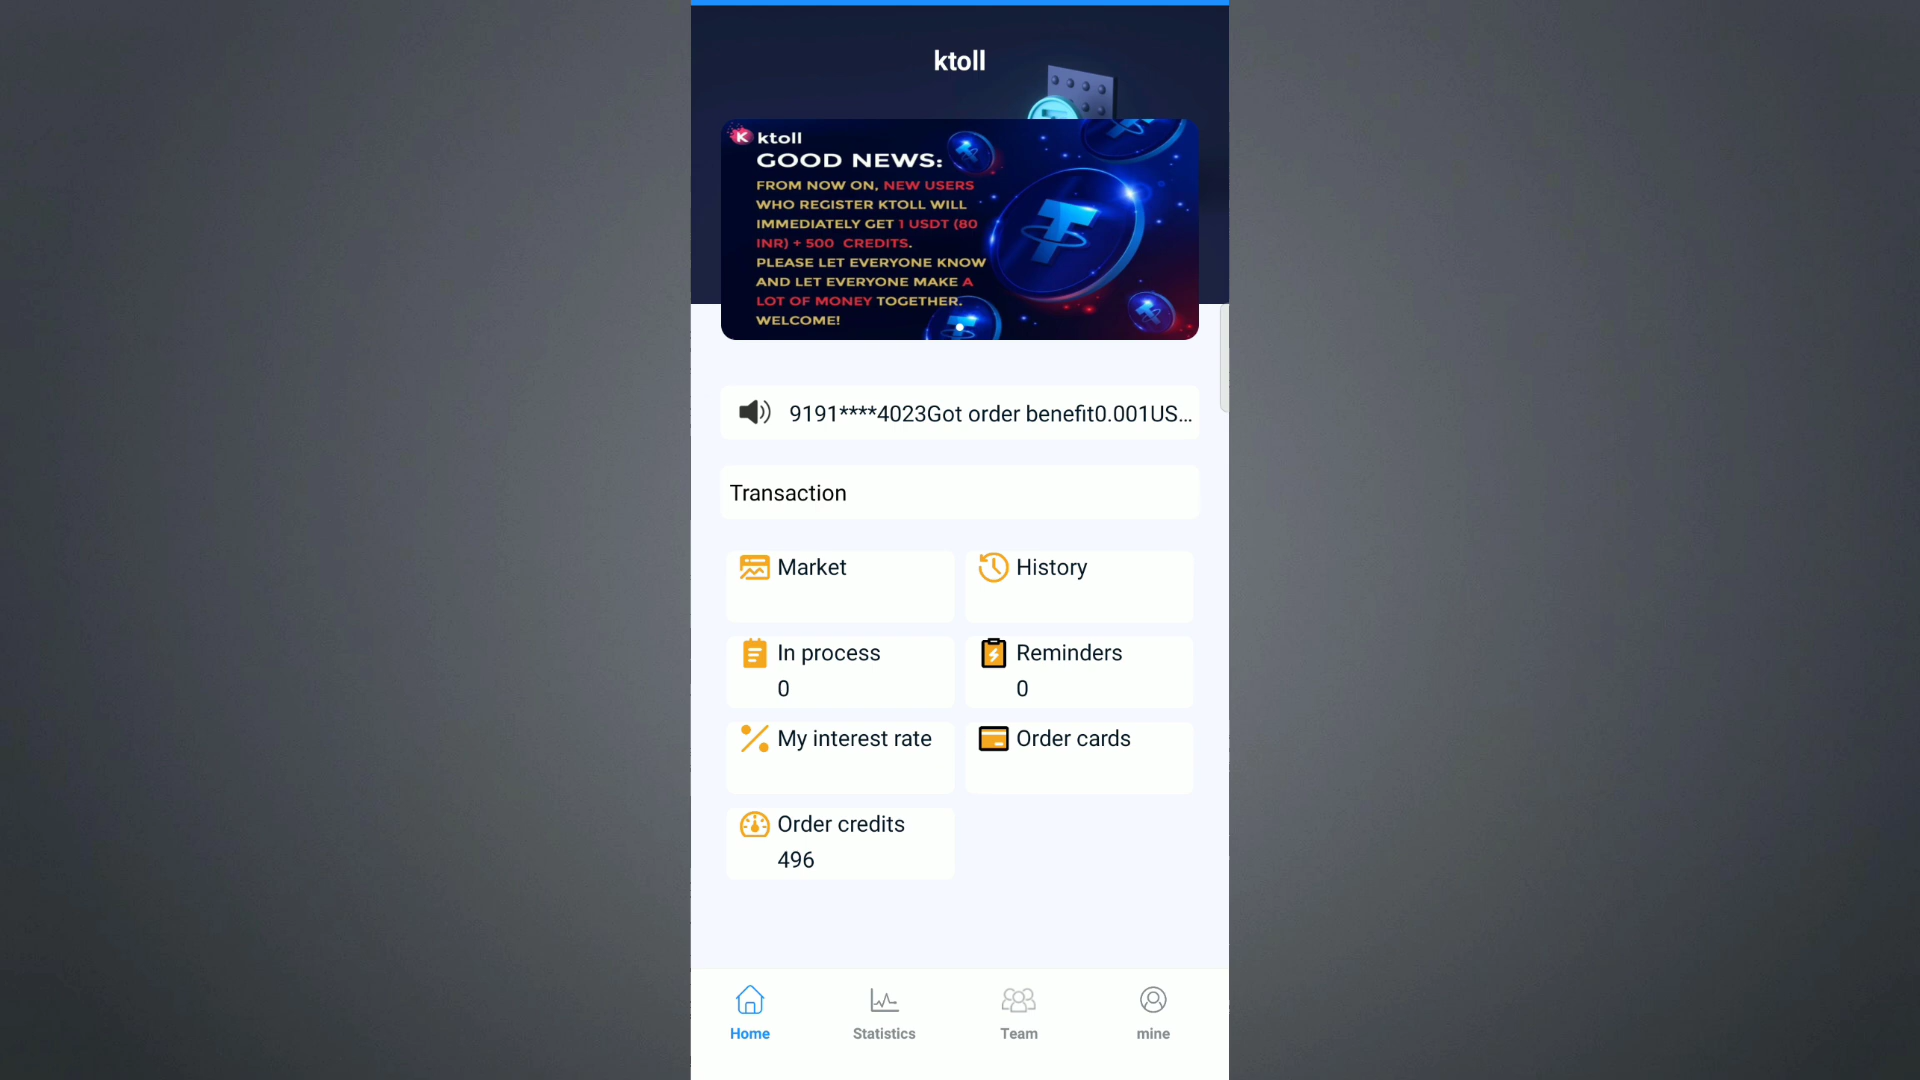 ktoll
K ktoll
GOOD NEWS:
FROM NOW ON, NEW USERS
WHO REGISTER KTOLL WILL
IMMEDIATELY GET 1 USDT (80
INR) + 500 CREDITS.
PLEASE LET EVERYONE KNOW
AND LET EVERYONE MAKE A
LOT OF MONEY TOGETHER.
WELCOME!
9191****4023Got order benefit0.001US...
Transaction
Market
History
In process
0
Reminders
0
My interest rate
Order cards
Order credits
496
Home
Statistics
Team
mine